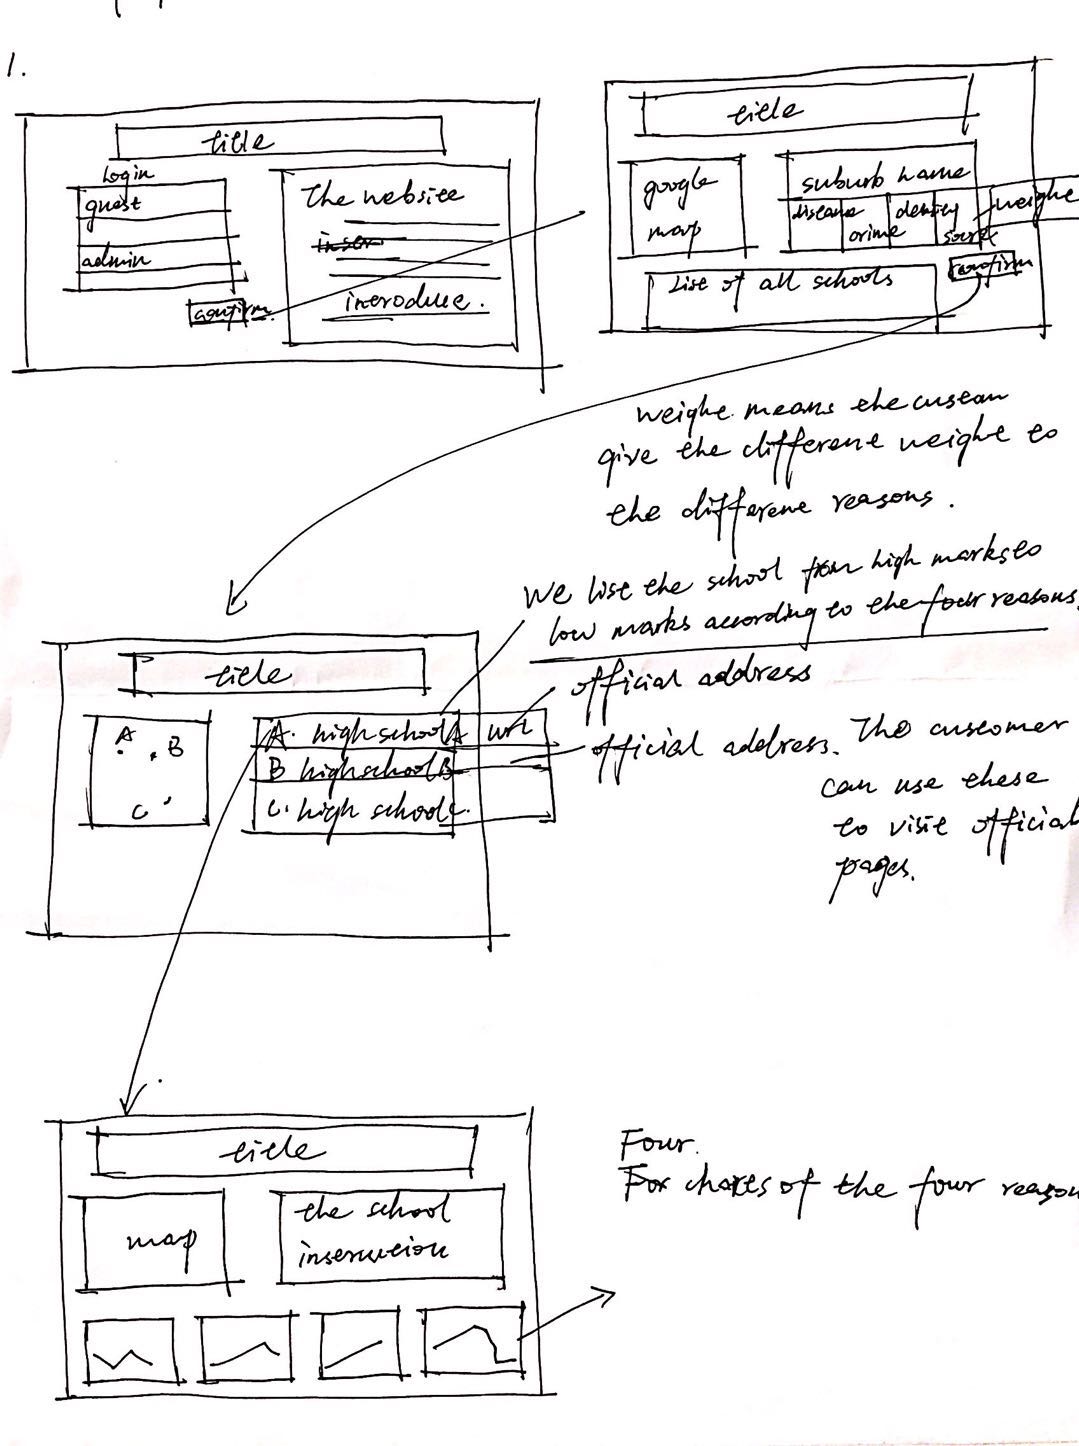 1.
title
Login
guest
admin
confirm
The website
introduce.
title
google
map
suburb name
disease
crime
density
score
weight
confirm
List of all schools
weight means the custom
give the different weight to
the different reasons.
We list the school from high marks to
low marks according to the four reasons.
title
A
B
C
A. high school A
url
B high school B
C. high school C.
official address
official address. The customer
can use these
to visit official
pages.
title
map
the school
instruction
Four.
For charts of the four reason